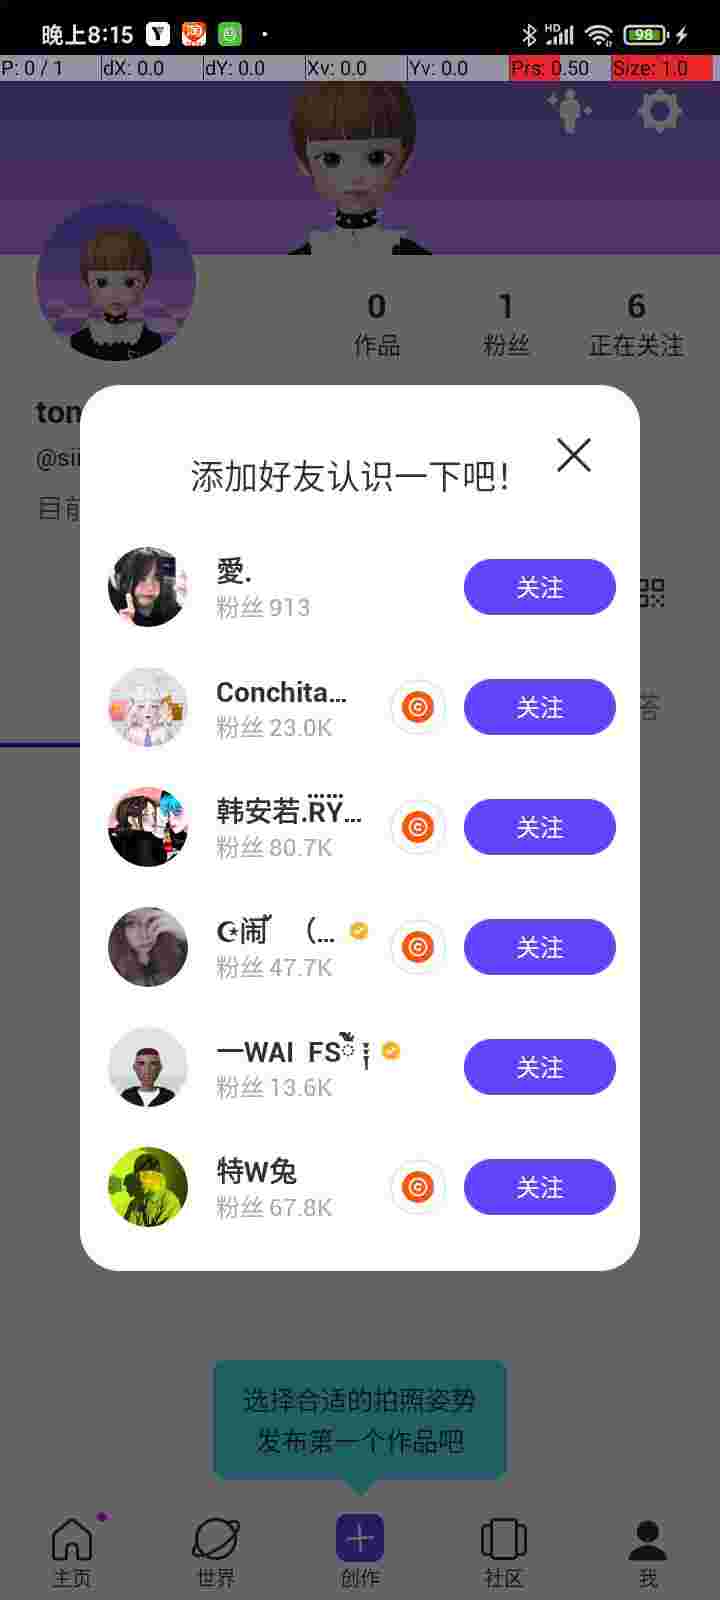 晚上8:15
HD
98
P: 0 / 1
dX: 0.0
dY: 0.0
Xv: 0.0
Yv: 0.0
Prs: 0.50
Size: 1.0
0
作品
1
粉丝
6
正在关注
ton
@sii
目前
添加好友认识一下吧!
愛.
粉丝 913
关注
Conchita...
粉丝 23.0K
关注
韩安若.RY...
粉丝 80.7K
关注
☪闹 (...
粉丝 47.7K
关注
一WAI FS
粉丝 13.6K
关注
特W兔
粉丝 67.8K
关注
答
选择合适的拍照姿势
发布第一个作品吧
主页
世界
创作
社区
我